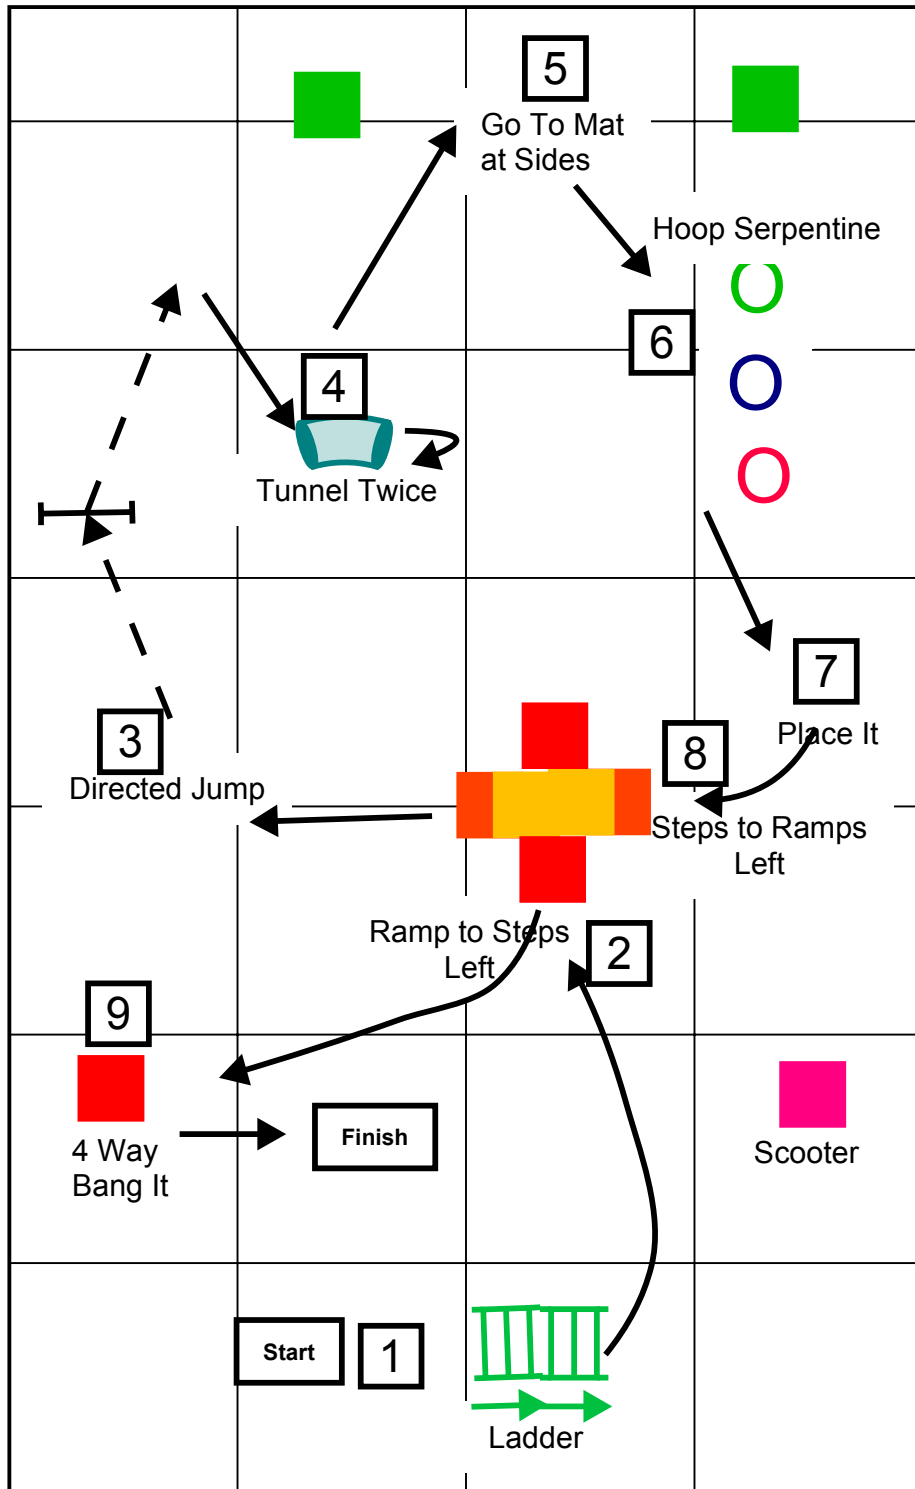 5
Go To Mat
at Sides
Hoop Serpentine
O
6
4
O
Tunnel Twice
O
7
3
Place It
8
Directed Jump
Steps to Ramps
Left
Ramp to Steps
Left
2
9
Finish
4 Way
Bang It
Scooter
Start
1
Ladder